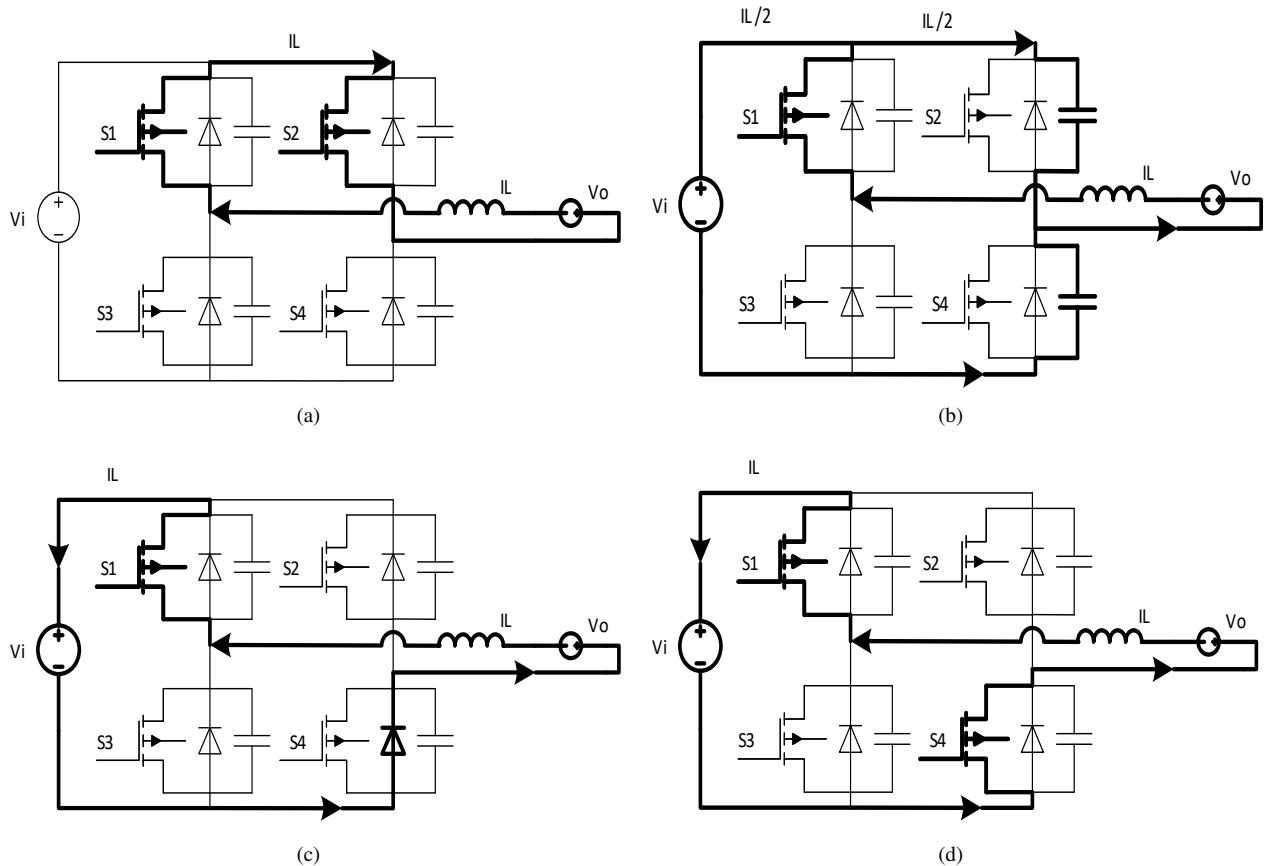 IL
S1
S2
IL
Vo
Vi
+
−
S3
S4
(a)
IL/2
IL/2
S1
S2
IL
Vo
Vi
+
−
S3
S4
(b)
IL
S1
S2
IL
Vo
Vi
+
−
S3
S4
(c)
IL
S1
S2
IL
Vo
Vi
+
−
S3
S4
(d)